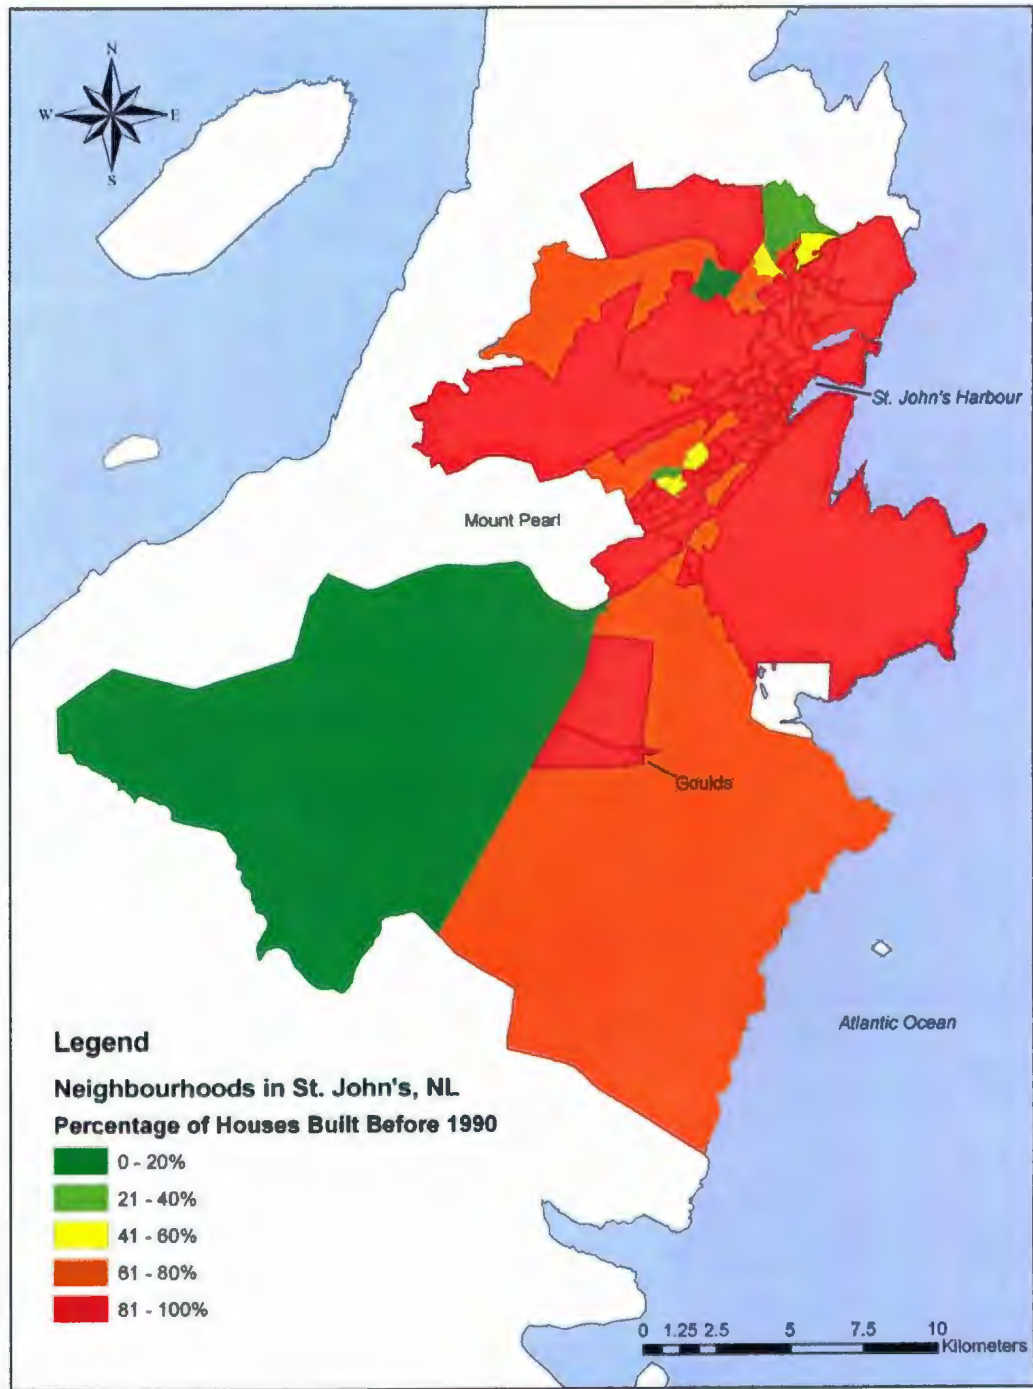 N
W E
S
St. John's Harbour
Mount Pearl
Goulds
Atlantic Ocean
Legend
Neighbourhoods in St. John's, NL
Percentage of Houses Built Before 1990
0 - 20%
21 - 40%
41 - 60%
61 - 80%
81 - 100%
0 1.25 2.5 5 7.5 10
Kilometers